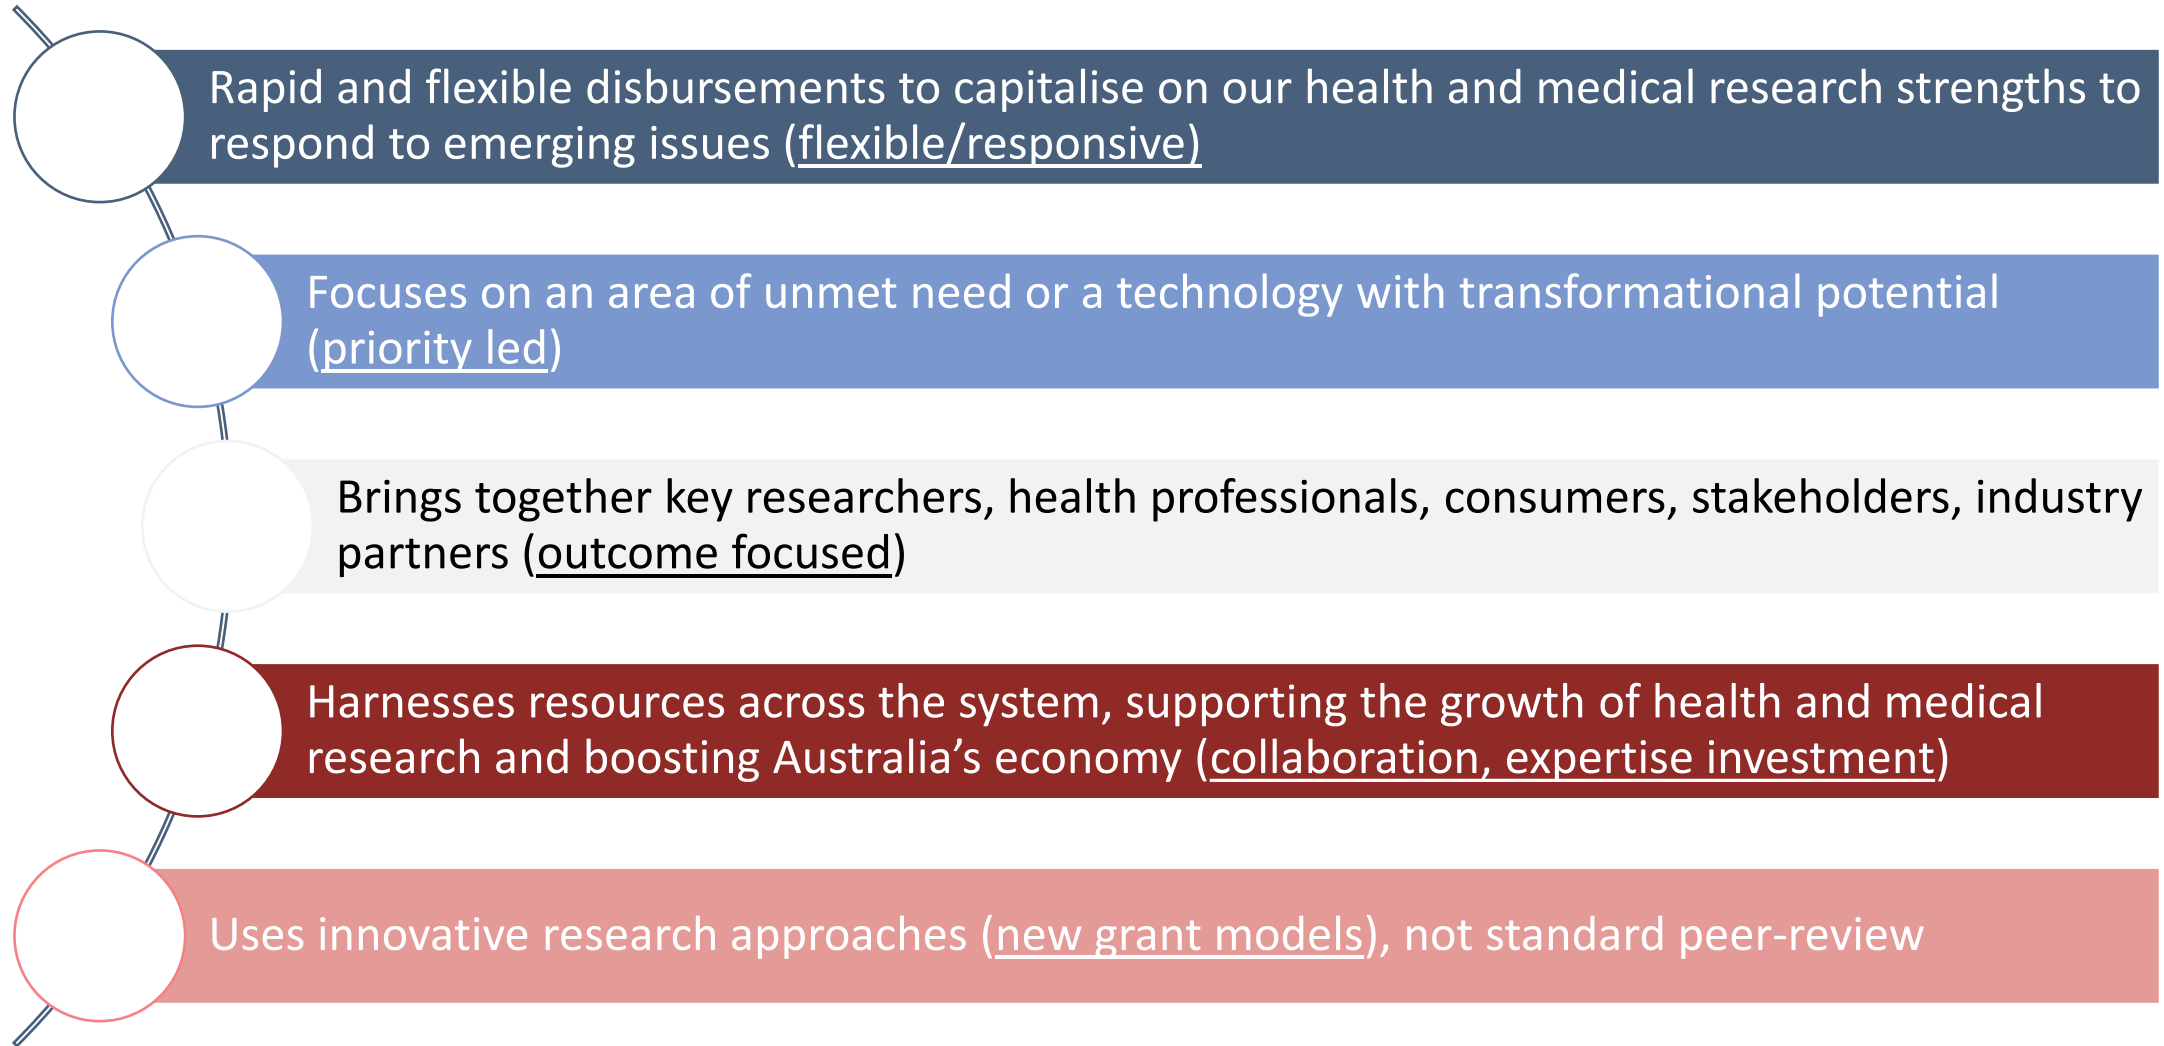 Rapid and flexible disbursements to capitalise on our health and medical research strengths to
respond to emerging issues (flexible/responsive)
Focuses on an area of unmet need or a technology with transformational potential
(priority led)
Brings together key researchers, health professionals, consumers, stakeholders, industry
partners (outcome focused)
Harnesses resources across the system, supporting the growth of health and medical
research and boosting Australia’s economy (collaboration, expertise investment)
Uses innovative research approaches (new grant models), not standard peer-review